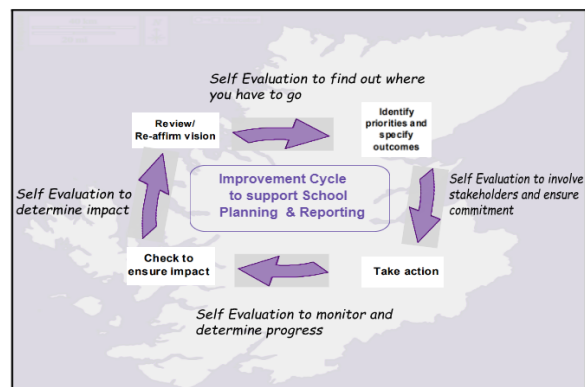 Self Evaluation to find out where
you have to go
Review/
Re-affirm vision
Identify
priorities and
specify
outcomes
Self Evaluation to
determine impact
Improvement Cycle
to support School
Planning & Reporting
Self Evaluation to involve
stakeholders and ensure
commitment
Check to
ensure impact
Take action
Self Evaluation to monitor and
determine progress